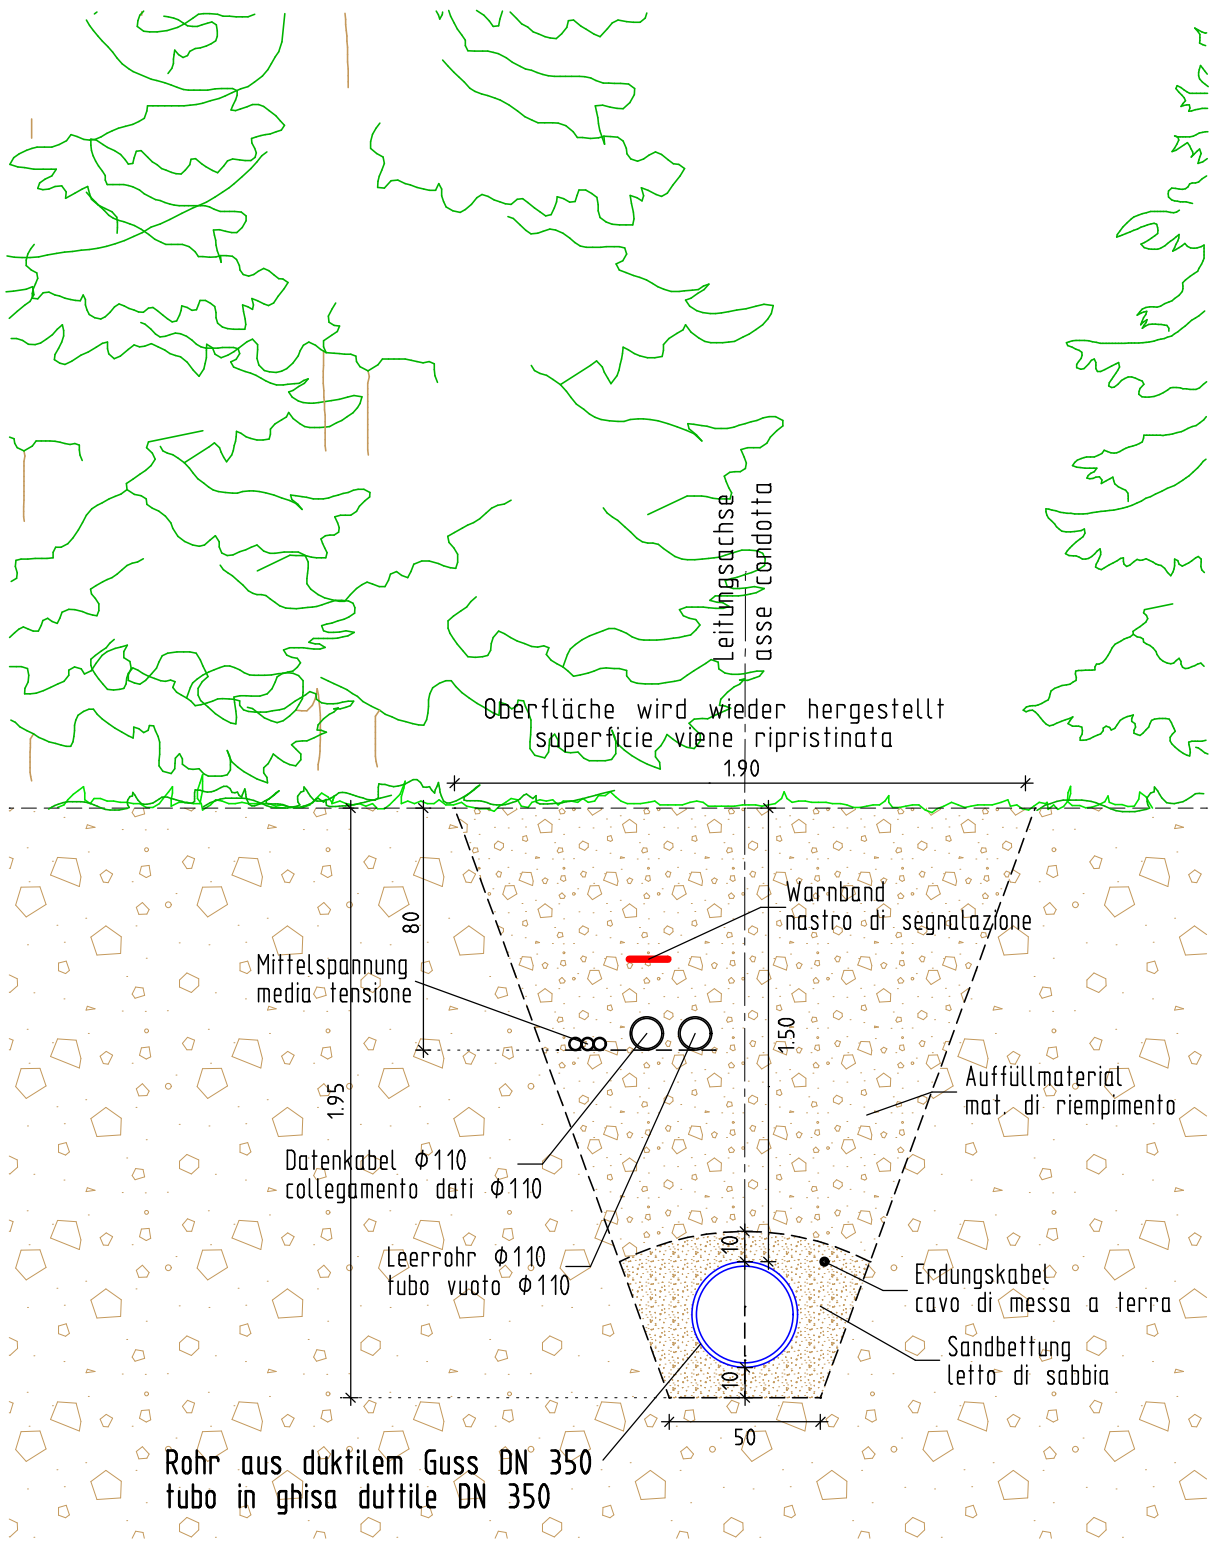 Leitungsachse
asse condotta
Oberfläche wird wieder hergestellt
superficie viene ripristinata
1.90
Warnband
nastro di segnalazione
80
Mittelspannung
media tensione
1.50
Auffüllmaterial
mat. di riempimento
1.95
Datenkabel Φ110
collegamento dati Φ110
Leerrohr Φ110
tubo vuoto Φ110
10
Erdungskabel
cavo di messa a terra
Sandbettung
letto di sabbia
10
50
Rohr aus duktilem Guss DN 350
tubo in ghisa duttile DN 350